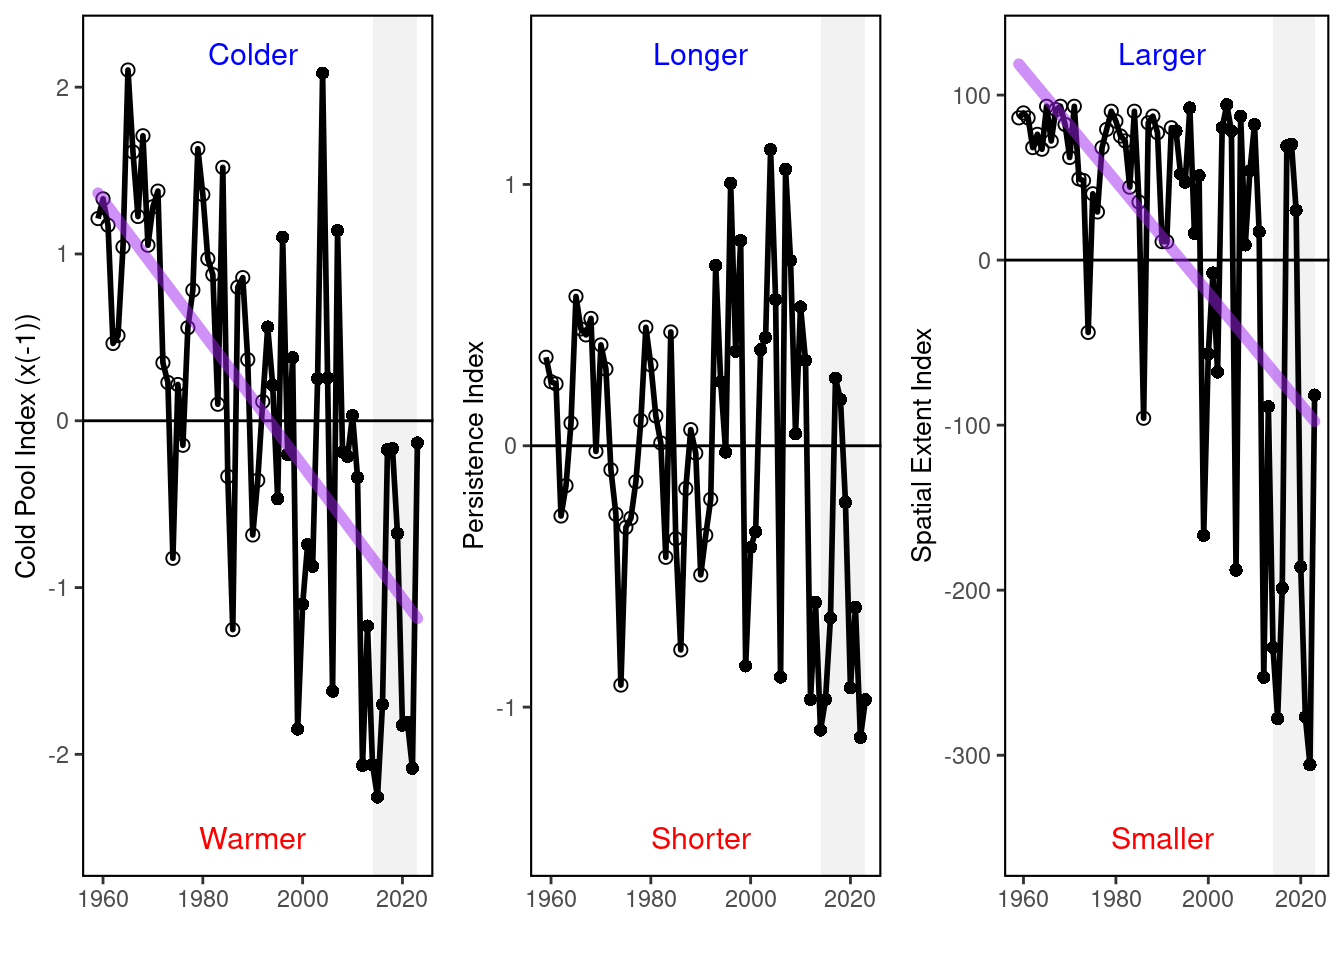 Cold Pool Index (x(-1))
Colder
2
1
0
-1
-2
Warmer
1960 1980 2000 2020
Persistence Index
Longer
1
0
-1
Shorter
1960 1980 2000 2020
Spatial Extent Index
Larger
100
0
-100
-200
-300
Smaller
1960 1980 2000 2020